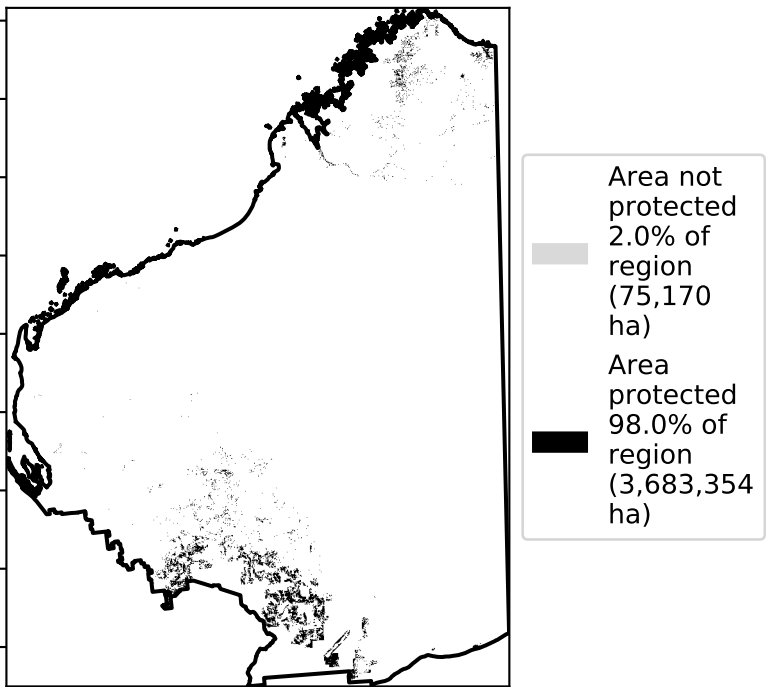 Area not
protected
2.0% of
region
(75,170
ha)
Area
protected
98.0% of
region
(3,683,354
ha)